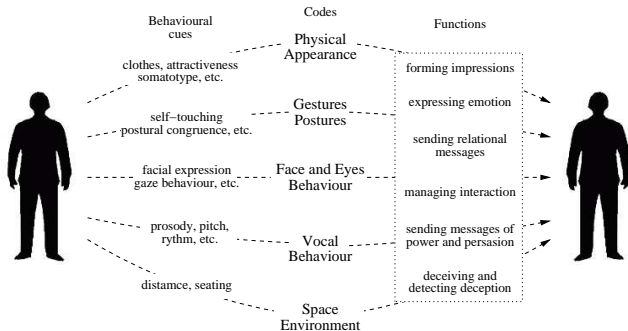 Behavioural
cues
Codes
Functions
Physical
Appearance
clothes, attractiveness
somatotype, etc.
forming impressions
Gestures
Postures
self−touching
postural congruence, etc.
expressing emotion
sending relational
messages
facial expression
gaze behaviour, etc.
Face and Eyes
Behaviour
managing interaction
prosody, pitch,
rythm, etc.
Vocal
Behaviour
sending messages of
power and persasion
distamce, seating
Space
Environment
deceiving and
detecting deception